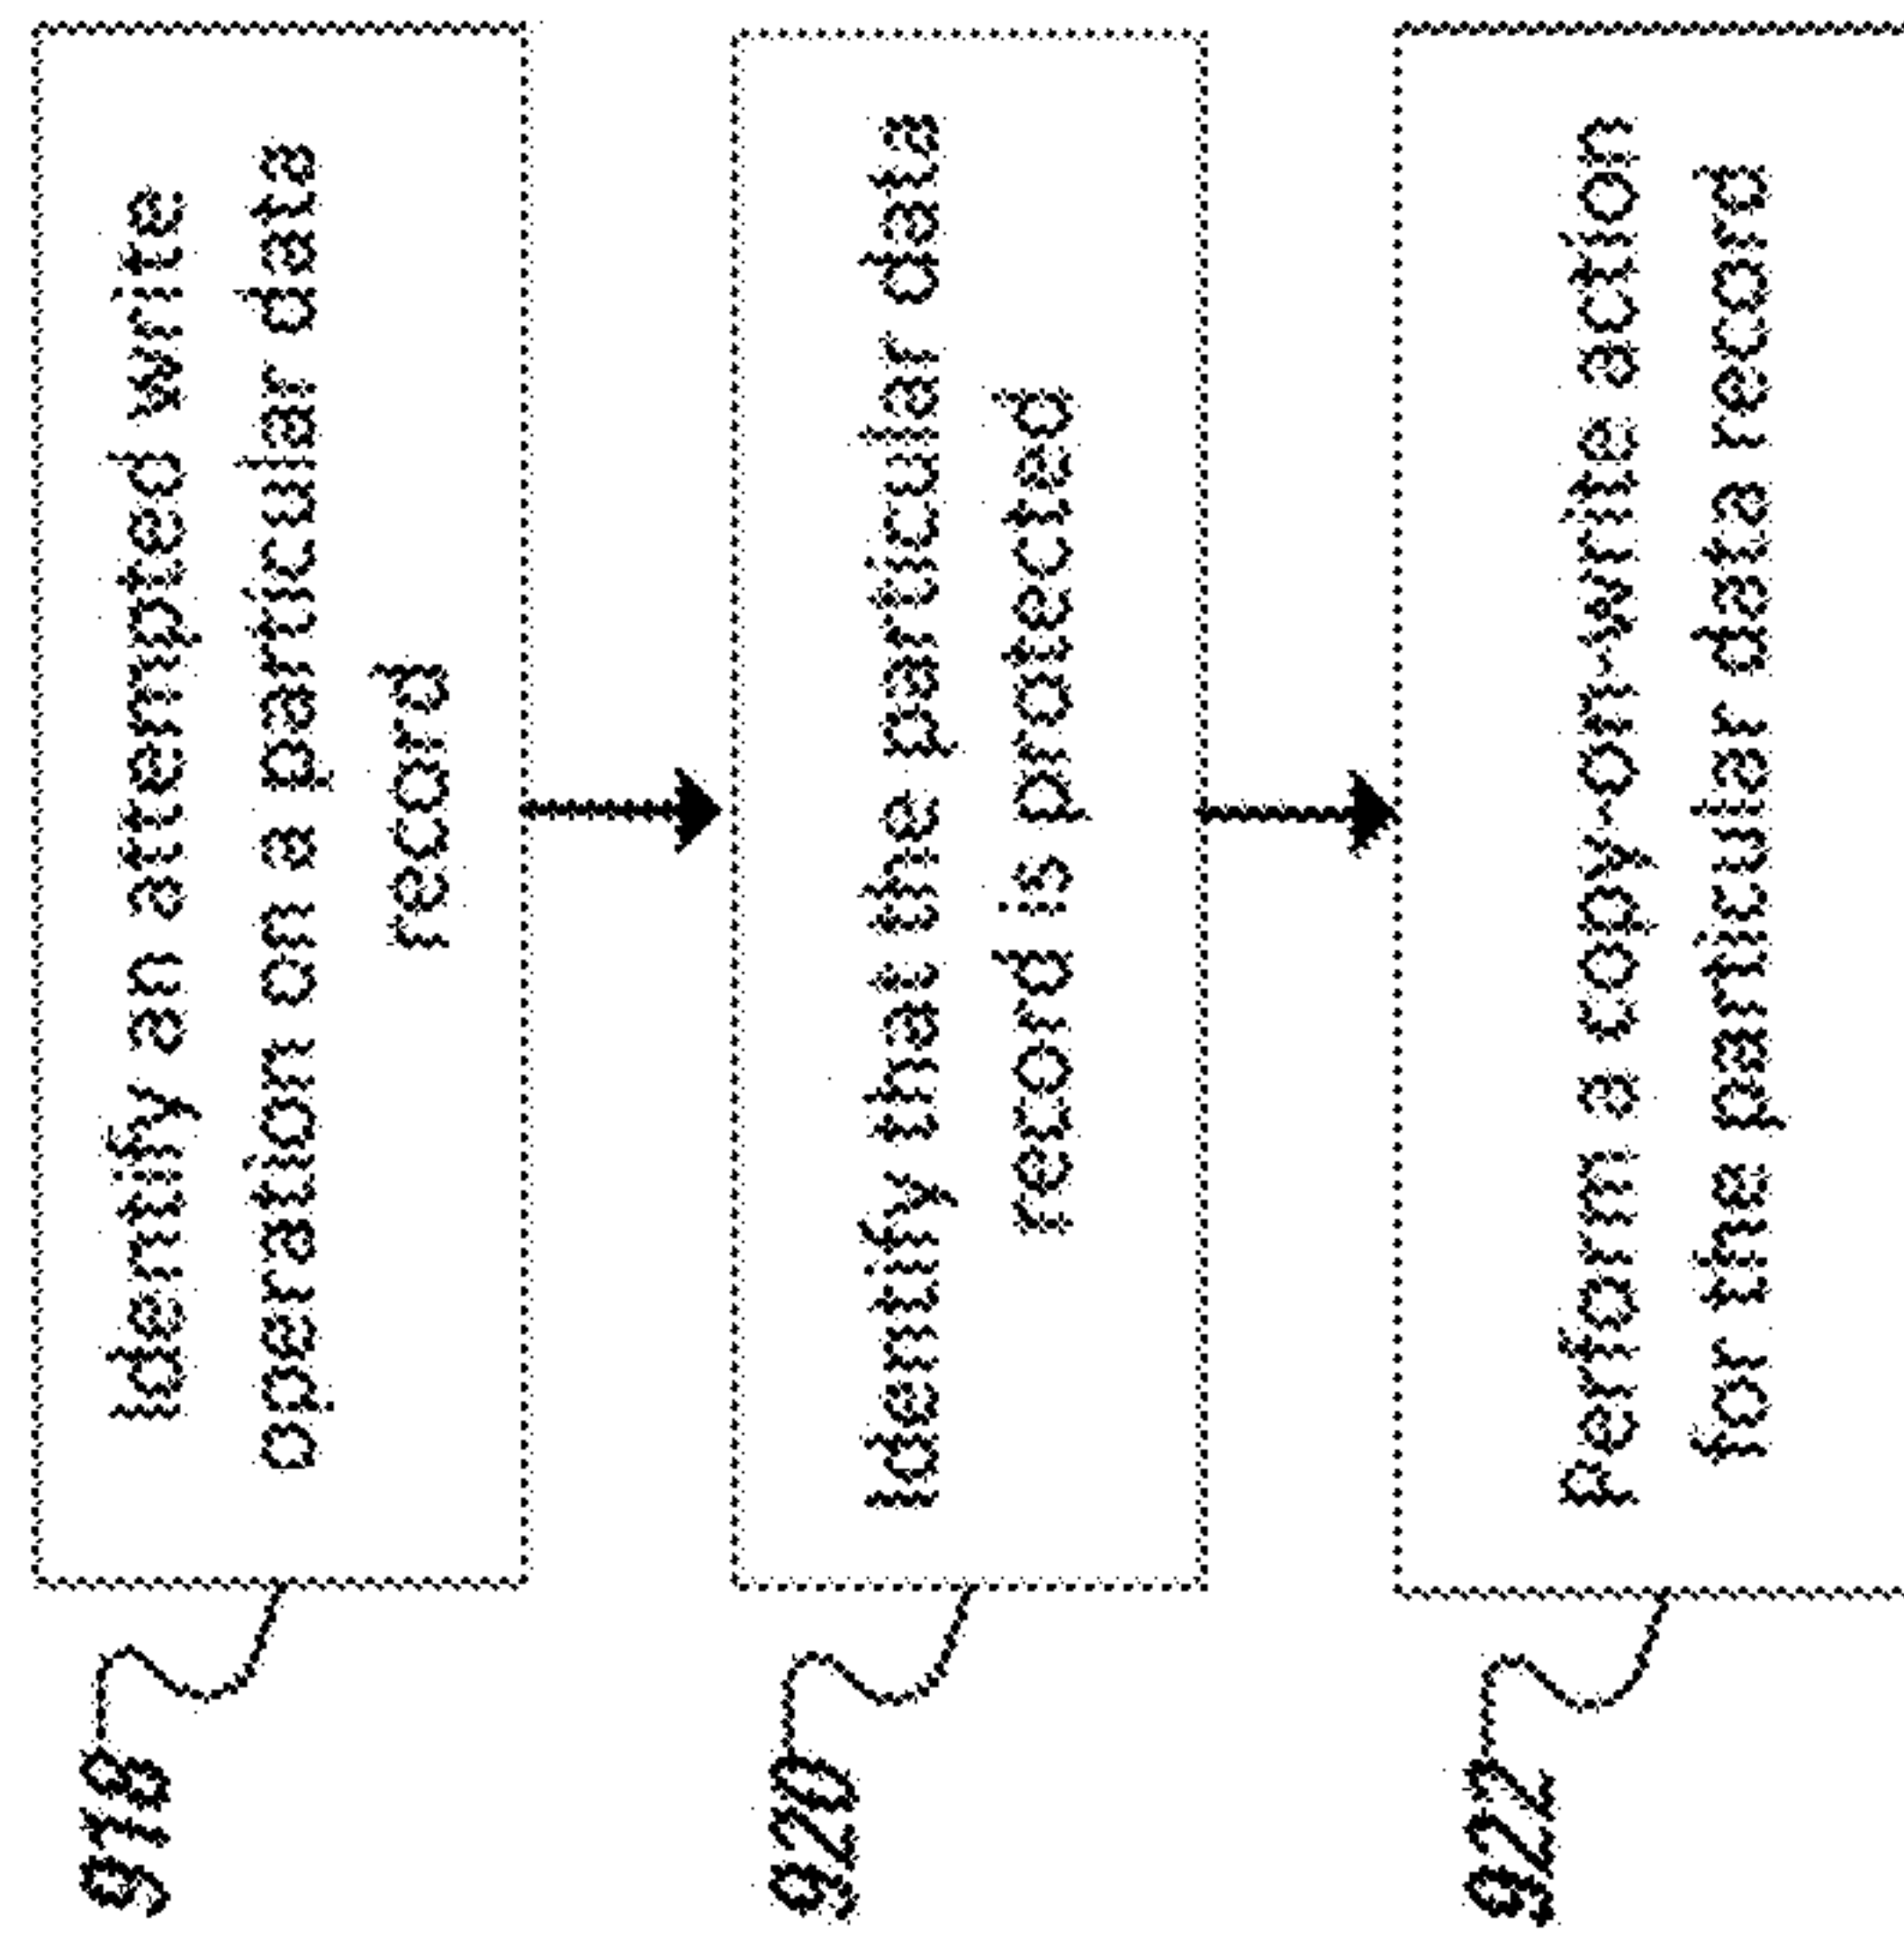 918
Identify an attempted write
operation on a particular data
record
920
Identify that the particular data
record is protected
922
Perform a copy-on-write action
for the particular data record